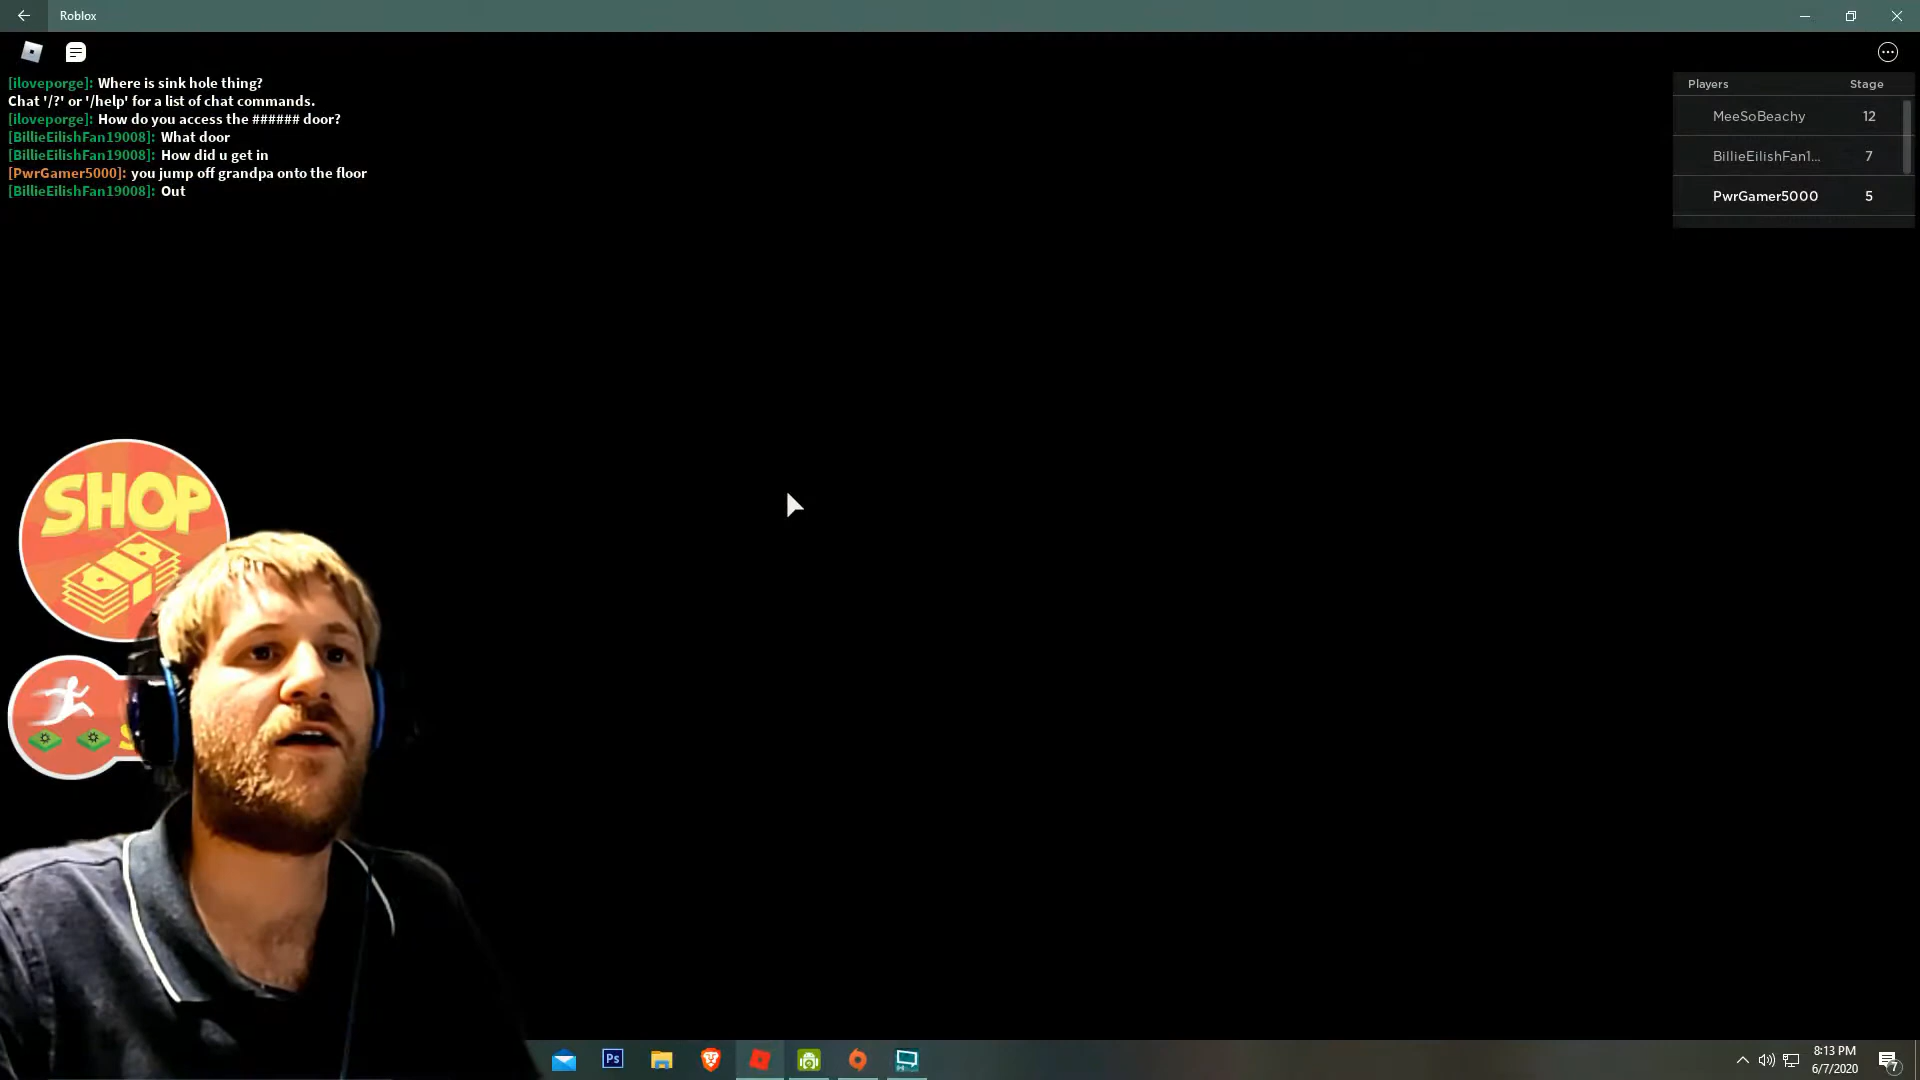 Roblox
[iloveporge]: Where is sink hole thing?
Chat '/?' or '/help' for a list of chat commands.
[iloveporge]: How do you access the ###### door?
[BillieEilishFan19008]: What door
[BillieEilishFan19008]: How did u get in
[PwrGamer5000]: you jump off grandpa onto the floor
[BillieEilishFan19008]: Out
Players Stage
MeeSoBeachy 12
BillieEilishFan1... 7
PwrGamer5000 5
SHOP
Ps
8:13 PM
6/7/2020
7